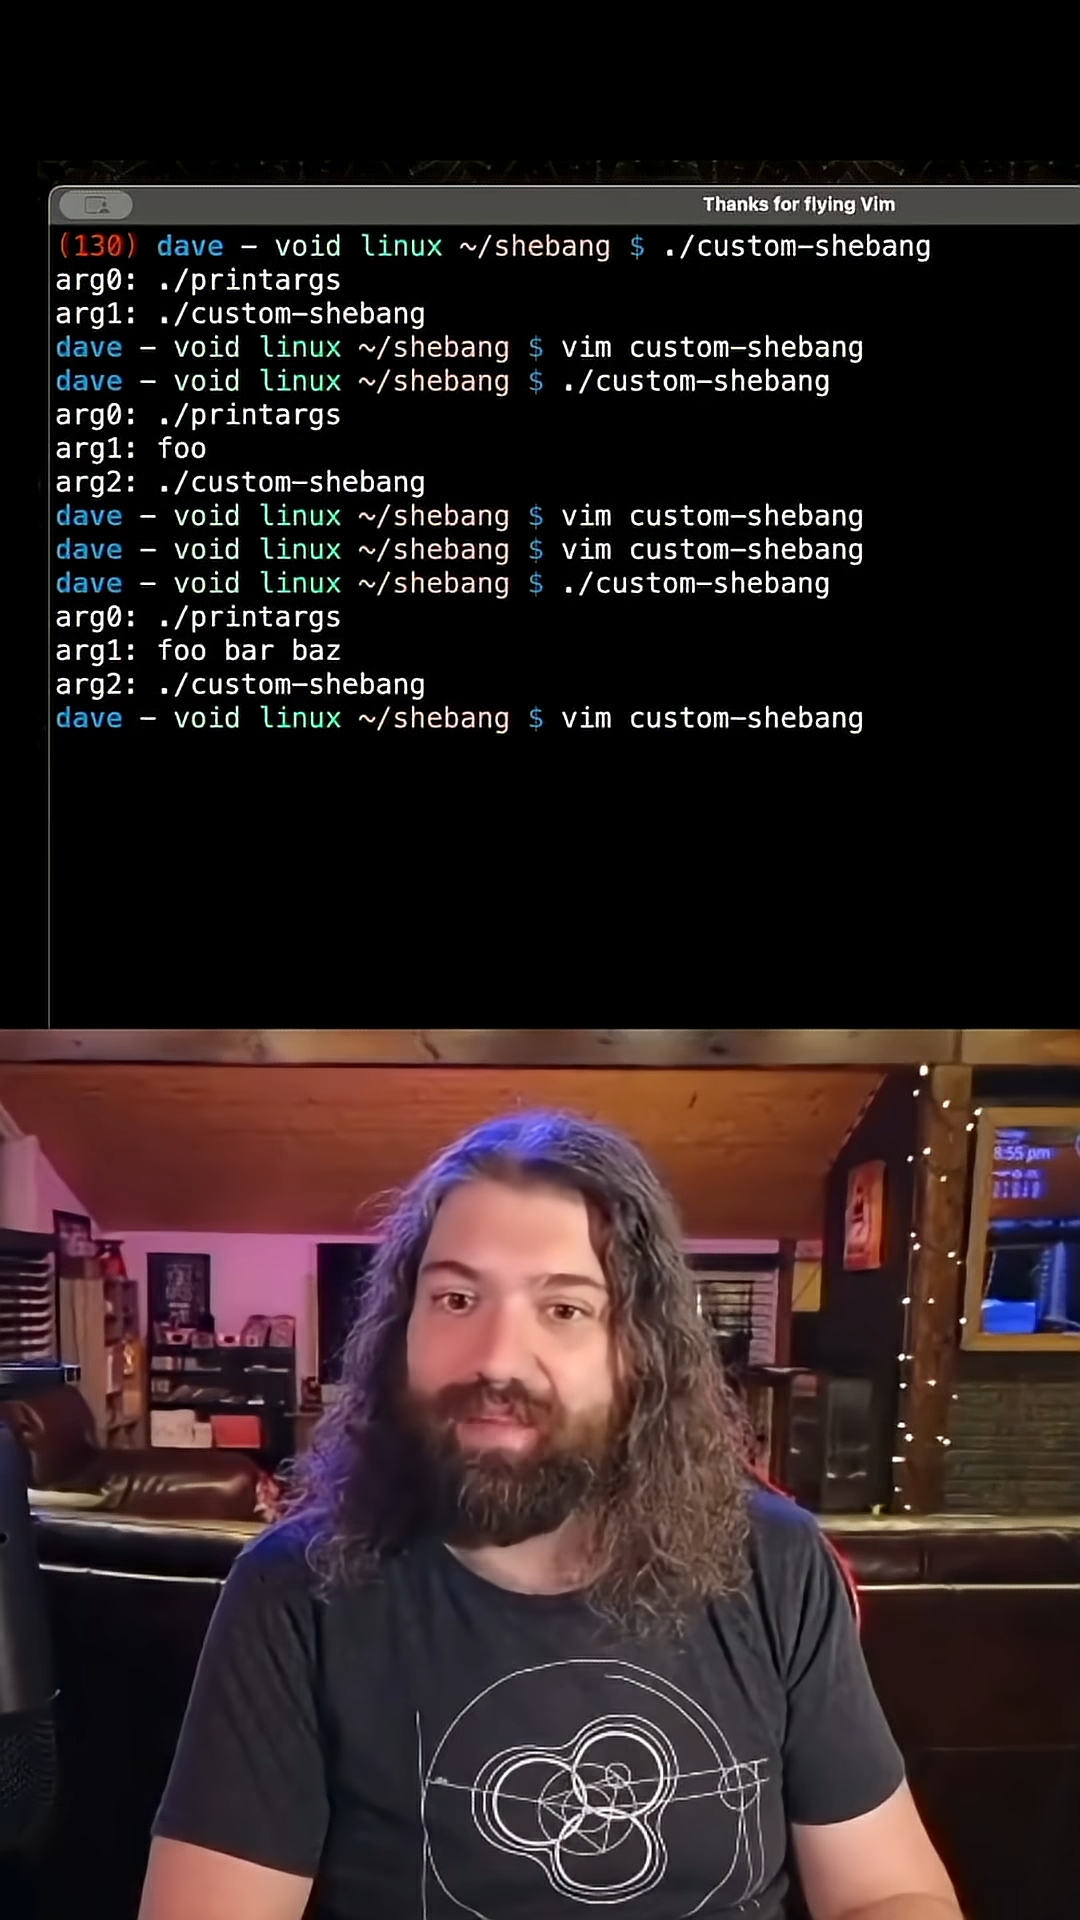 Thanks for flying Vim
(130) dave – void linux ~/shebang $ ./custom-shebang
arg0: ./printargs
arg1: ./custom-shebang
dave – void linux ~/shebang $ vim custom-shebang
dave – void linux ~/shebang $ ./custom-shebang
arg0: ./printargs
arg1: foo
arg2: ./custom-shebang
dave – void linux ~/shebang $ vim custom-shebang
dave – void linux ~/shebang $ vim custom-shebang
dave – void linux ~/shebang $ ./custom-shebang
arg0: ./printargs
arg1: foo bar baz
arg2: ./custom-shebang
dave – void linux ~/shebang $ vim custom-shebang
8:55 pm